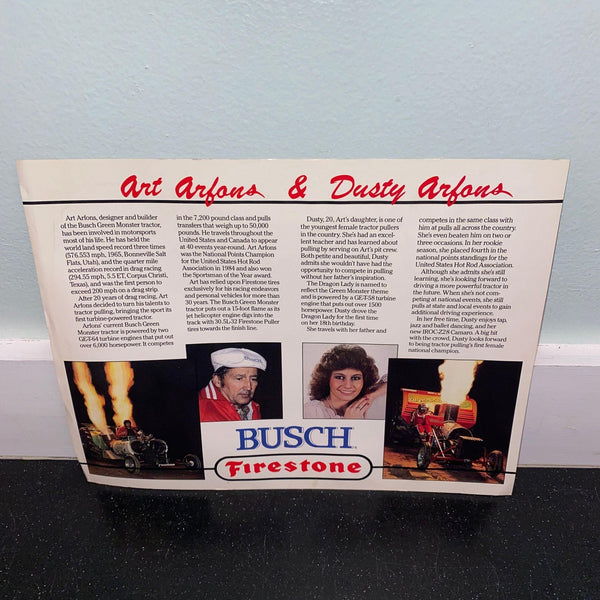 Art Arfons & Dusty Arfons
Art Arfons, designer and builder
of the Busch Green Monster tractor,
has been involved in motorsports
most of his life. He has held the
world land speed record three times
(576.553 mph, 1965, Bonneville Salt
Flats, Utah), and the quarter mile
acceleration record in drag racing
(294.55 mph, 5.5 ET, Corpus Christi,
Texas), and was the first person to
exceed 200 mph on a drag strip.
After 20 years of drag racing, Art
Arfons decided to turn his talents to
tractor pulling, bringing the sport its
first turbine-powered tractor.
Arfons' current Busch Green
Monster tractor is powered by two
GE-T-64 turbine engines that put out
over 6,000 horsepower. It competes
in the 7,200 pound class and pulls
transfers that weigh up to 50,000
pounds. He travels throughout the
United States and Canada to appear
at 40 events annually. Art Arfons
was the National Points Champion
for the United States Hot Rod
Association in 1984 and also won
the Sportsman of the Year award.
Art has relied upon Firestone tires
exclusively for his racing endeavors
and personal vehicles for more than
30 years. The Busch Green Monster
tractor puts out a 15-foot flame as its
jet helicopter engine digs into the
track with 30.5L-32 Firestone Puller
tires towards the finish line.
Dusty, 20, Art's daughter, is one of
the youngest female tractor pullers
in the country. She's had an excel-
lent teacher and has learned about
pulling by serving on Art's pit crew.
Both petite and beautiful, Dusty
admits she wouldn't have had the
opportunity to compete in pulling
without her father's inspiration.
The Dragon Lady is named to
reflect the Green Monster theme
and is powered by a GE-T-58 turbine
engine that puts out over 1500
horsepower. Dusty drove the
Dragon Lady for the first time
on her 18th birthday.
She travels with her father and
competes in the same class with
him at pulls all across the country.
She's even beaten him on two or
three occasions. In her rookie
season, she placed fourth in the
national points standings for the
United States Hot Rod Association.
Although she admits she's still
learning, she's looking forward to
driving a more powerful tractor in
the future. When she's not com-
peting at national events, she still
pulls at state and local events to gain
additional driving experience.
In her free time, Dusty enjoys tap,
jazz and ballet dancing, and her
new IROC-Z28 Camaro. A big hit
with the crowd, Dusty looks forward
to being tractor pulling's first female
national champion.
BUSCH
Firestone